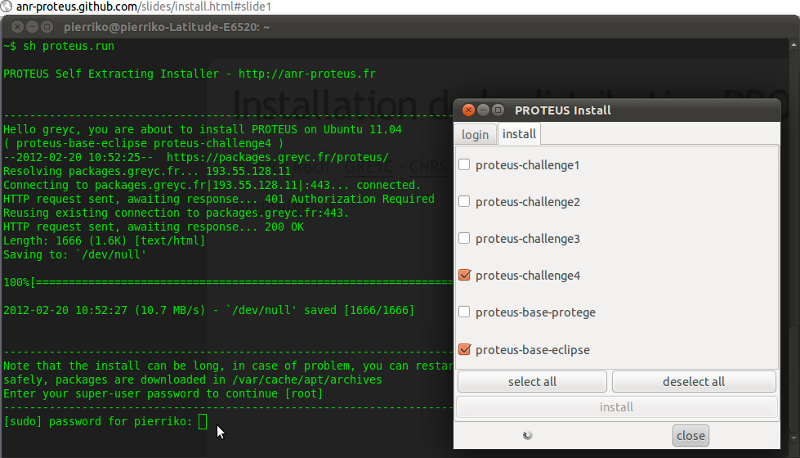 anr-proteus.github.com/slides/install.html#slide1
pierriko@pierriko-Latitude-E6520: ~
~$ sh proteus.run
PROTEUS Self Extracting Installer - http://anr-proteus.fr
--------------------------------------------------------------------
Hello greyc, you are about to install PROTEUS on Ubuntu 11.04
( proteus-base-eclipse proteus-challenge4 )
--2012-02-20 10:52:25--  https://packages.greyc.fr/proteus/
Resolving packages.greyc.fr... 193.55.128.11
Connecting to packages.greyc.fr|193.55.128.11|:443... connected.
HTTP request sent, awaiting response... 401 Authorization Required
Reusing existing connection to packages.greyc.fr:443.
HTTP request sent, awaiting response... 200 OK
Length: 1666 (1.6K) [text/html]
Saving to: `/dev/null'
100%[===============================================================
2012-02-20 10:52:27 (10.7 MB/s) - `/dev/null' saved [1666/1666]
--------------------------------------------------------------------
Note that the install can be long, in case of problem, you can restar
safely, packages are downloaded in /var/cache/apt/archives
Enter your super-user password to continue [root]
--------------------------------------------------------------------
[sudo] password for pierriko:
Installation de la distribution PRO
GREYC - CNRS
PROTEUS Install
login install
proteus-challenge1
proteus-challenge2
proteus-challenge3
proteus-challenge4
proteus-base-protege
proteus-base-eclipse
select all deselect all
install
close